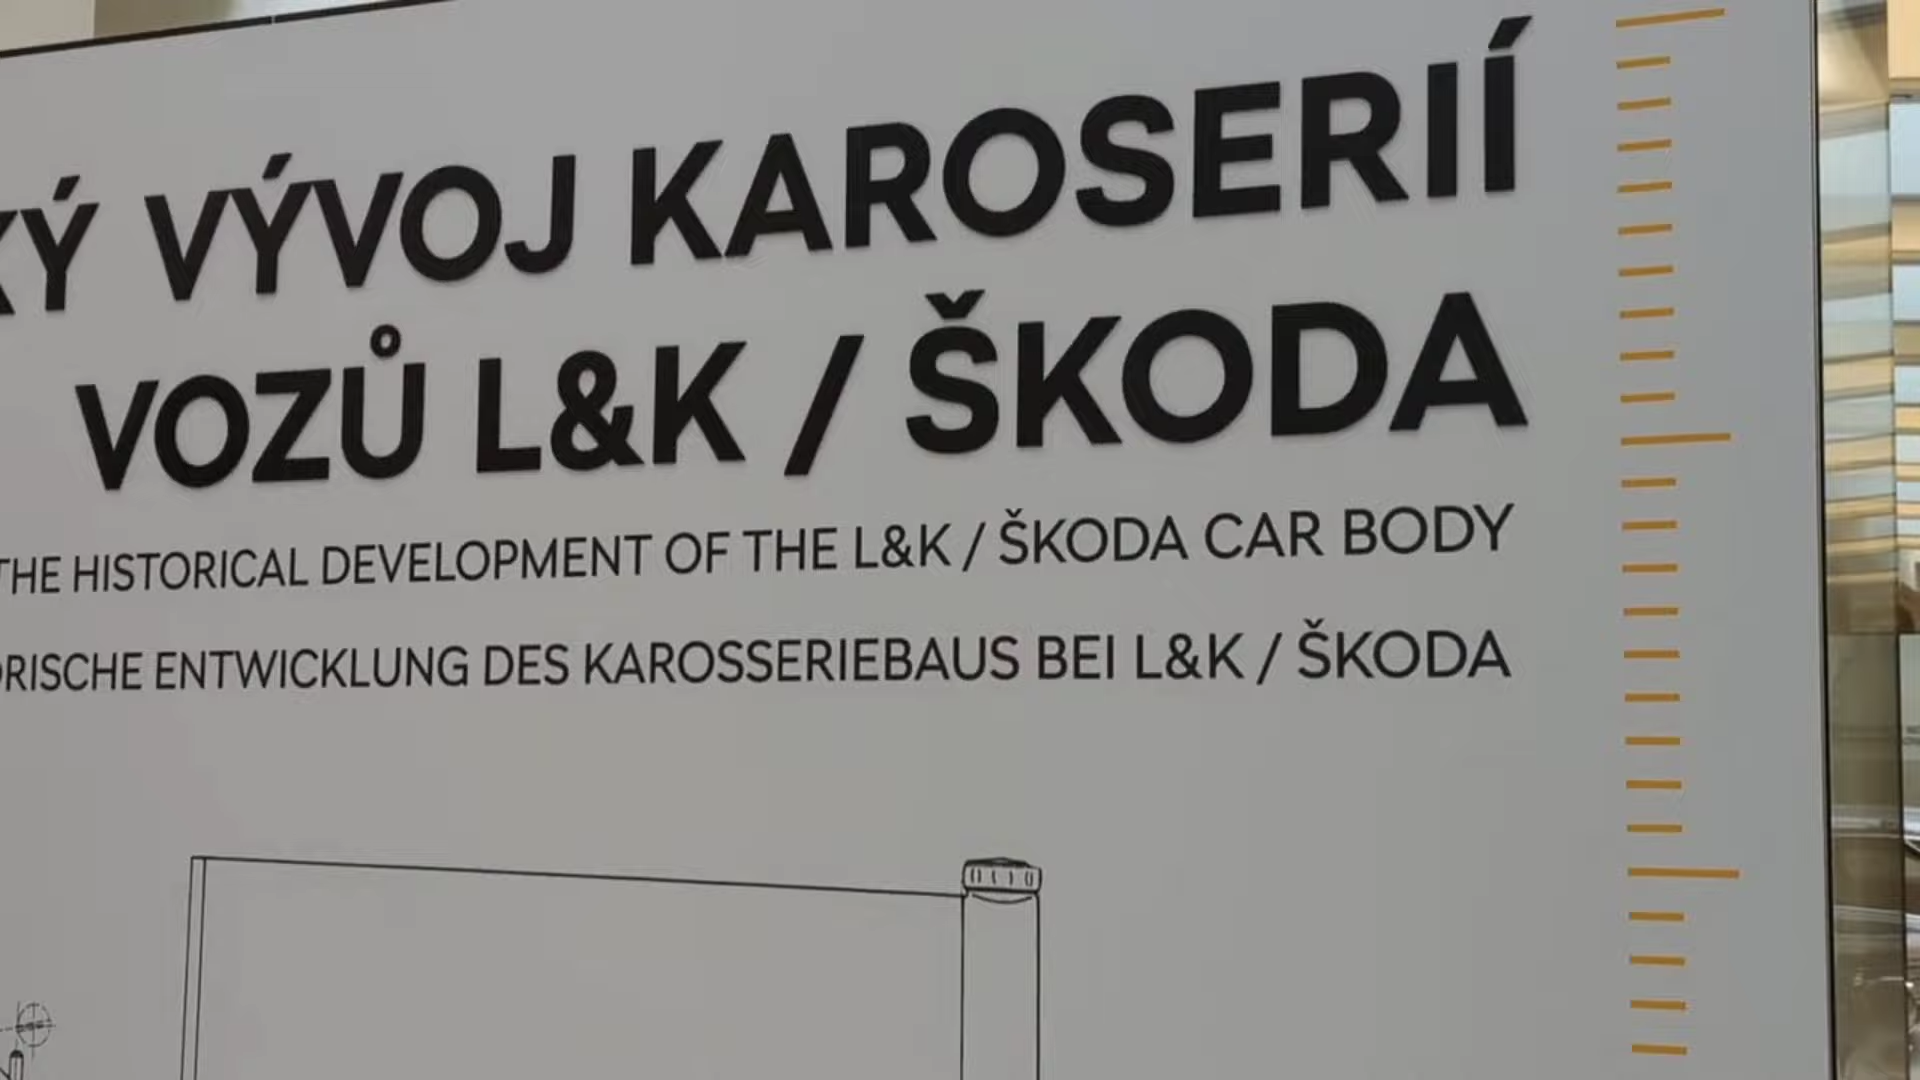 KÝ VÝVOJ KAROSERIÍ
VOZŮ L&K / ŠKODA
THE HISTORICAL DEVELOPMENT OF THE L&K / ŠKODA CAR BODY
ORISCHE ENTWICKLUNG DES KAROSSERIEBAUS BEI L&K / ŠKODA